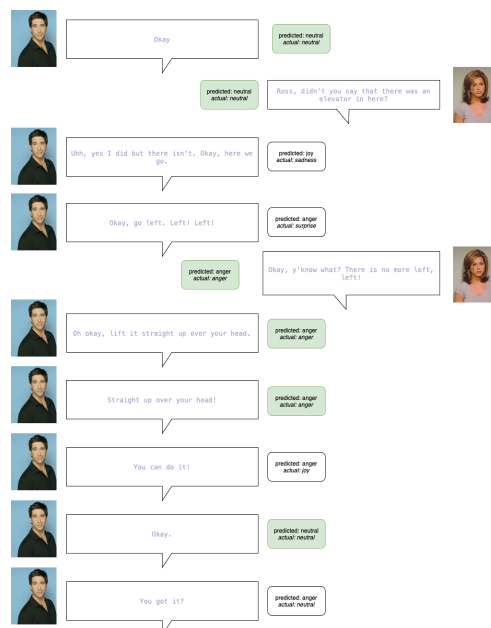 Okay
predicted: neutral
actual: neutral
predicted: neutral
actual: neutral
Ross, didn't you say that there was an
elevator in here?
Uhh, yes I did but there isn't. Okay, here we
go.
predicted: joy
actual: sadness
Okay, go left. Left! Left!
predicted: anger
actual: surprise
predicted: anger
actual: anger
Okay, y'know what? There is no more left,
left!
Oh okay, lift it straight up over your head.
predicted: anger
actual: anger
Straight up over your head!
predicted: anger
actual: anger
You can do it!
predicted: anger
actual: joy
Okay.
predicted: neutral
actual: neutral
You got it?
predicted: anger
actual: neutral